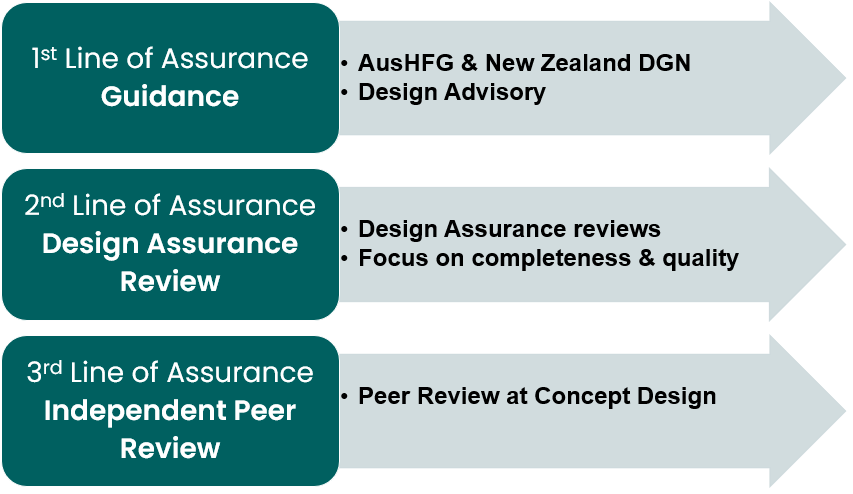 1st Line of Assurance
Guidance
• AusHFG & New Zealand DGN
• Design Advisory
2nd Line of Assurance
Design Assurance
Review
• Design Assurance reviews
• Focus on completeness & quality
3rd Line of Assurance
Independent Peer
Review
• Peer Review at Concept Design